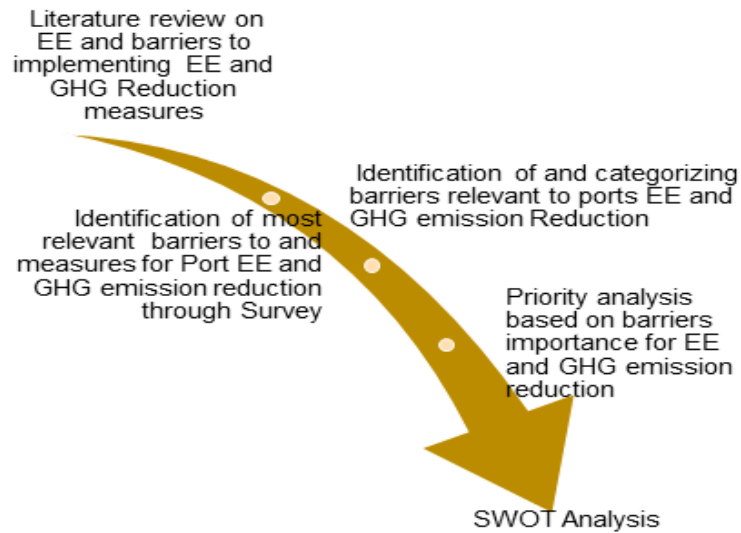 Literature review on
EE and barriers to
implementing EE and
GHG Reduction
measures
Identification of and categorizing
barriers relevant to ports EE and
GHG emission Reduction
Identification of most
relevant barriers to and
measures for Port EE and
GHG emission reduction
through Survey
Priority analysis
based on barriers
importance for EE
and GHG emission
reduction
SWOT Analysis